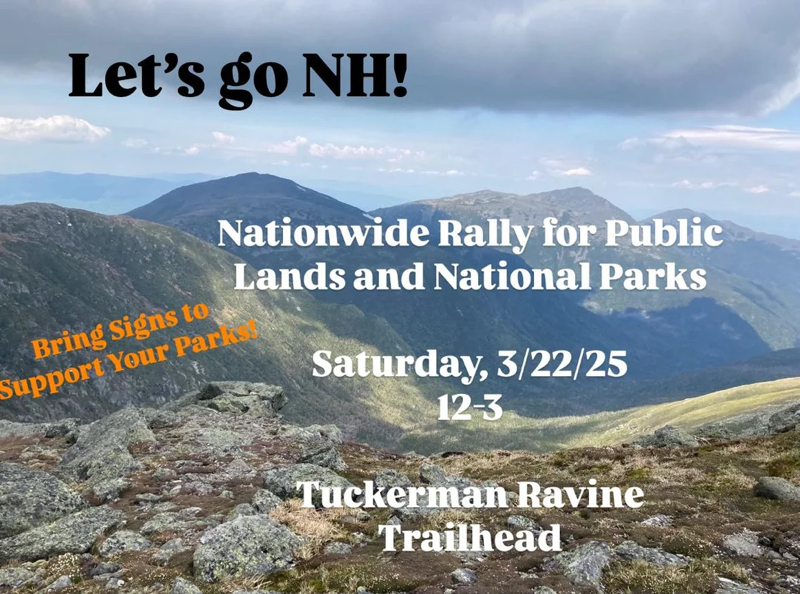 Let's go NH!
Nationwide Rally for Public
Lands and National Parks
Bring Signs to
Support Your Parks!
Saturday, 3/22/25
12-3
Tuckerman Ravine
Trailhead